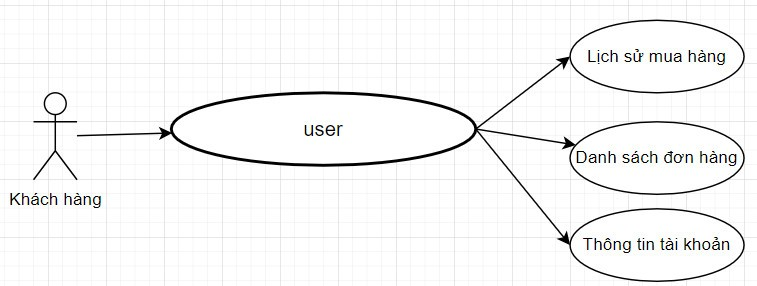 Lịch sử mua hàng
user
Danh sách đơn hàng
Khách hàng
Thông tin tài khoản